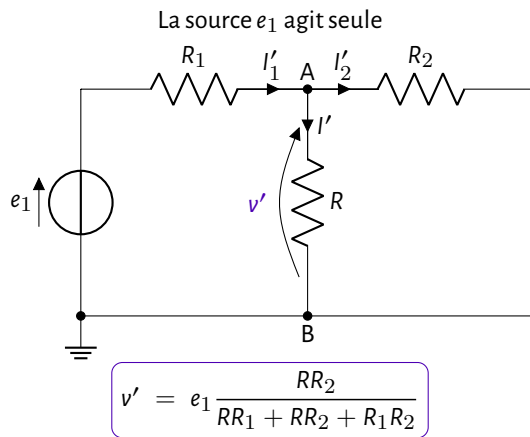 La source e₁ agit seule
R₁ I′₁ A I′₂ R₂
I′
e₁ v′ R
B
v′ = e₁ RR₂ / (RR₁ + RR₂ + R₁R₂)